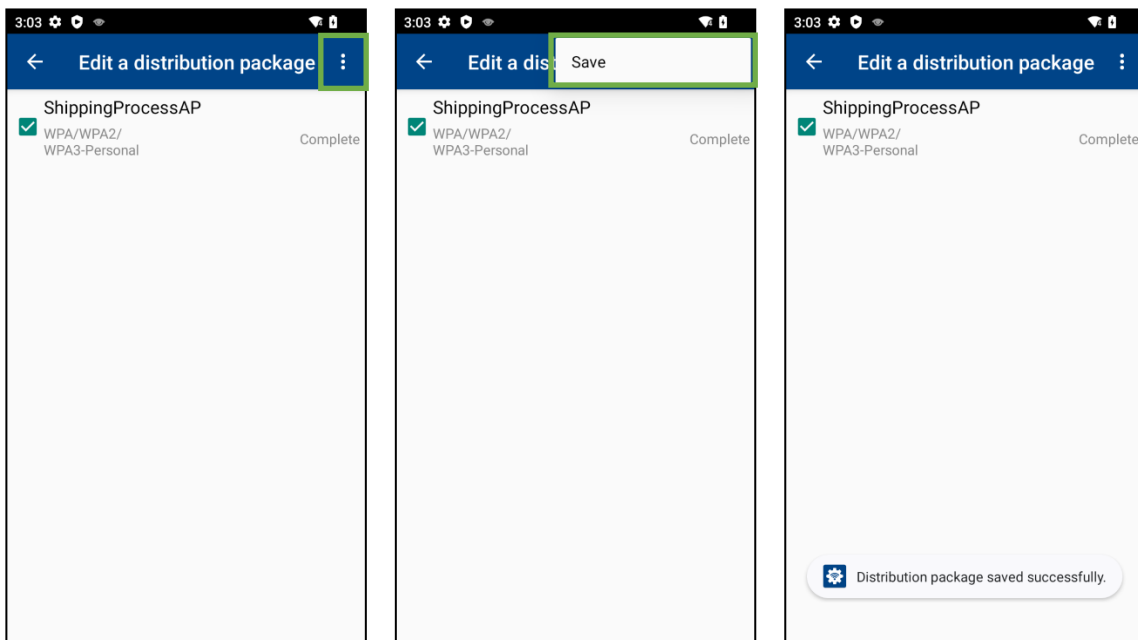 3:03
Edit a distribution package
ShippingProcessAP
WPA/WPA2/
WPA3-Personal
Complete
3:03
Edit a dis
Save
ShippingProcessAP
WPA/WPA2/
WPA3-Personal
Complete
3:03
Edit a distribution package
ShippingProcessAP
WPA/WPA2/
WPA3-Personal
Complete
Distribution package saved successfully.